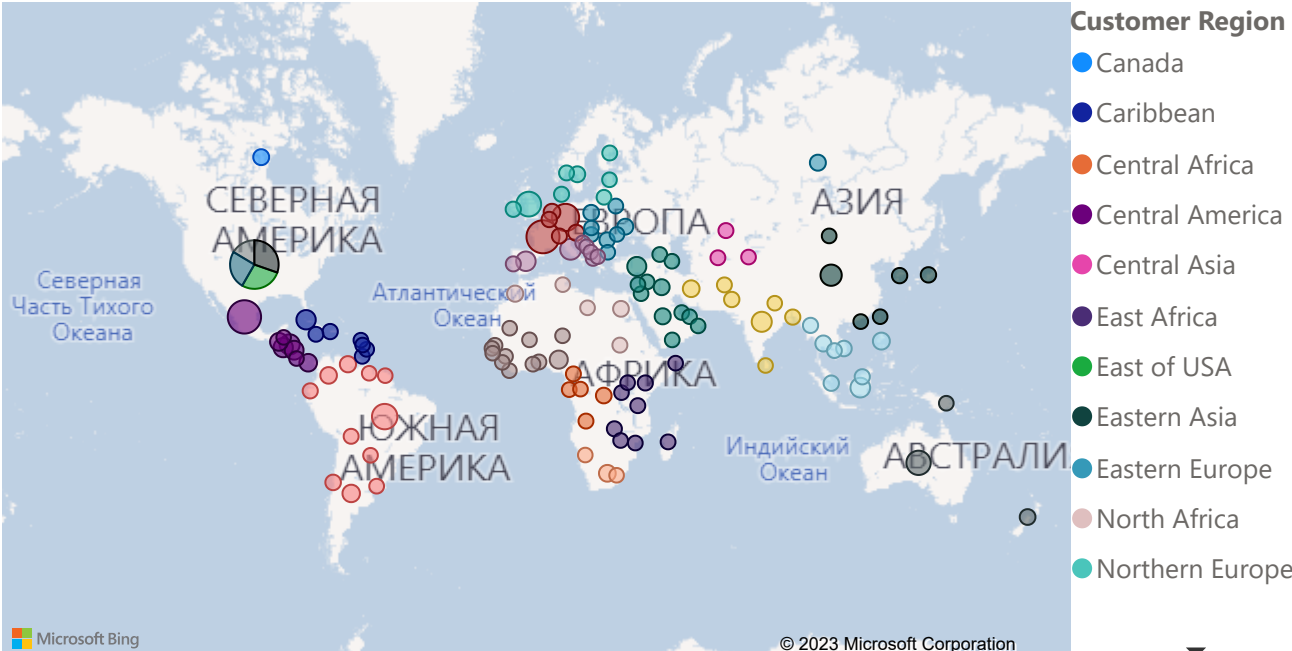 Customer Region
Canada
Caribbean
Central Africa
Central America
Central Asia
East Africa
East of USA
Eastern Asia
Eastern Europe
North Africa
Northern Europe
СЕВЕРНАЯ
АМЕРИКА
АЗИЯ
ЕВРОПА
Северная
Часть Тихого
Океана
Атлантический
Океан
АФРИКА
ЮЖНАЯ
АМЕРИКА
Индийский
Океан
АВСТРАЛИ
Microsoft Bing
© 2023 Microsoft Corporation